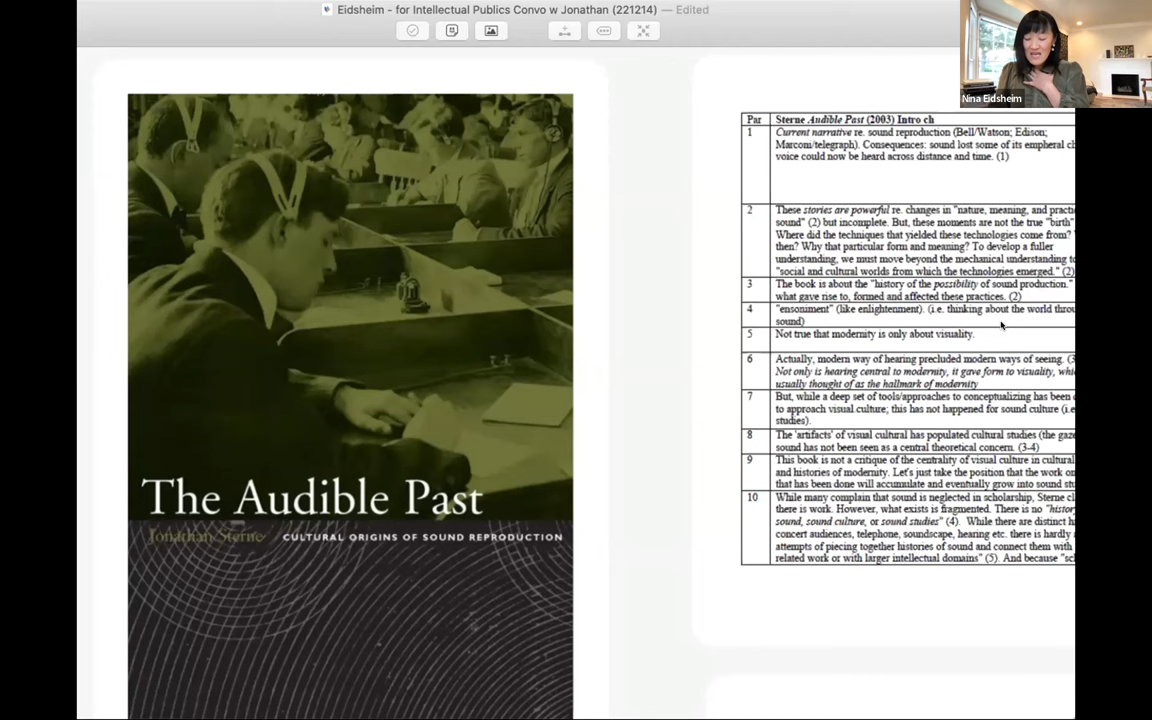 Eidsheim - for Intellectual Publics Convo w Jonathan (221214) — Edited
Nina Eidsheim
The Audible Past
Jonathan Sterne CULTURAL ORIGINS OF SOUND REPRODUCTION
Par Sterne Audible Past (2003) Intro ch
1 Current narrative re. sound reproduction (Bell/Watson; Edison;
Marconi/telegraph). Consequences: sound lost some of its empheral ch
voice could now be heard across distance and time. (1)
2 These stories are powerful re. changes in "nature, meaning, and practi
sound" (2) but incomplete. But, these moments are not the true "birth"
Where did the techniques that yielded these technologies come from?
then? Why that particular form and meaning? To develop a fuller
understanding, we must move beyond the mechanical understanding to
"social and cultural worlds from which the technologies emerged." (2)
3 The book is about the "history of the possibility of sound production."
what gave rise to, formed and affected these practices. (2)
4 "ensoniment" (like enlightenment). (i.e. thinking about the world throu
sound)
5 Not true that modernity is only about visuality.
6 Actually, modern way of hearing precluded modern ways of seeing. (3
Not only is hearing central to modernity, it gave form to visuality, whi
usually thought of as the hallmark of modernity
7 But, while a deep set of tools/approaches to conceptualizing has been
to approach visual culture; this has not happened for sound culture (i.e
studies).
8 The 'artifacts' of visual cultural has populated cultural studies (the gaze
sound has not been seen as a central theoretical concern. (3-4)
9 This book is not a critique of the centrality of visual culture in cultural
and histories of modernity. Let's just take the position that the work on
that has been done will accumulate and eventually grow into sound stu
10 While many complain that sound is neglected in scholarship, Sterne cl
there is work. However, what exists is fragmented. There is no "history
sound, sound culture, or sound studies" (4). While there are distinct hi
concert audiences, telephone, soundscape, hearing etc. there is hardly
attempts of piecing together histories of sound and connect them with
related work or with larger intellectual domains" (5). And because "scl